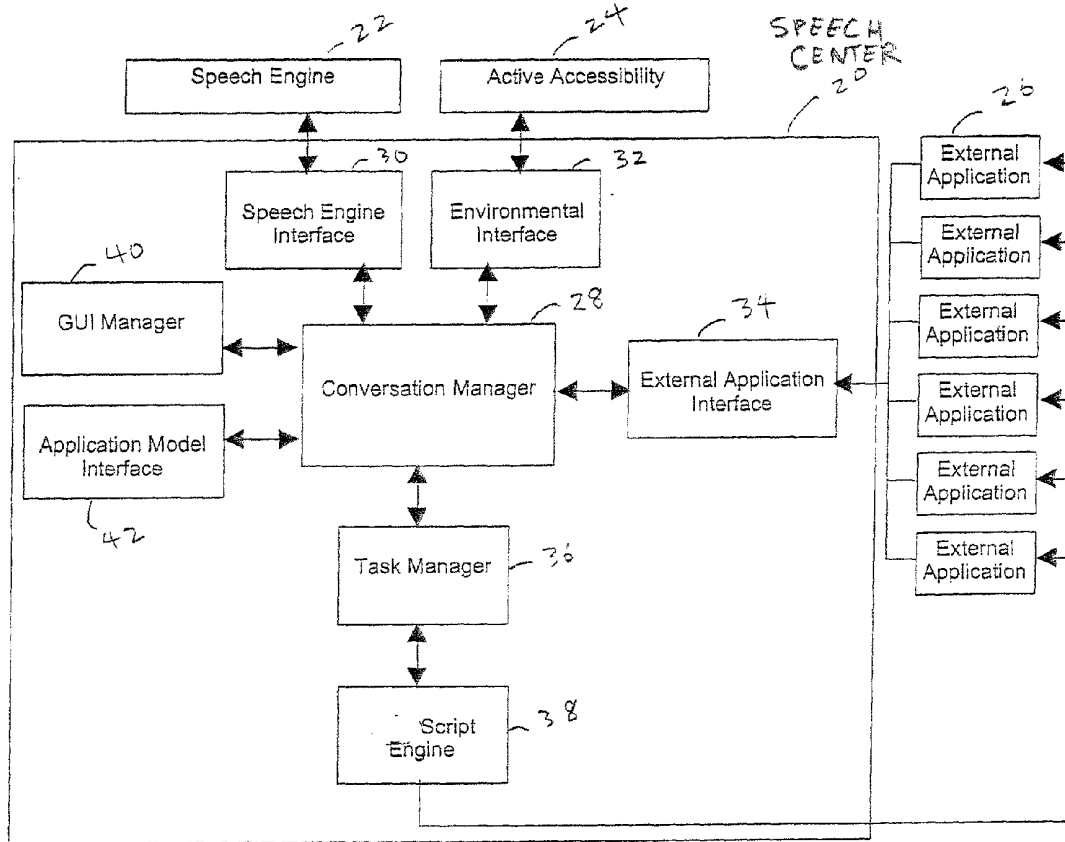 SPEECH
CENTER
22
24
20
26
Speech Engine
Active Accessibility
External
Application
30
32
Speech Engine
Interface
Environmental
Interface
External
Application
40
28
34
External
Application
GUI Manager
Conversation Manager
External Application
Interface
External
Application
Application Model
Interface
42
External
Application
External
Application
Task Manager
36
Script
Engine
38